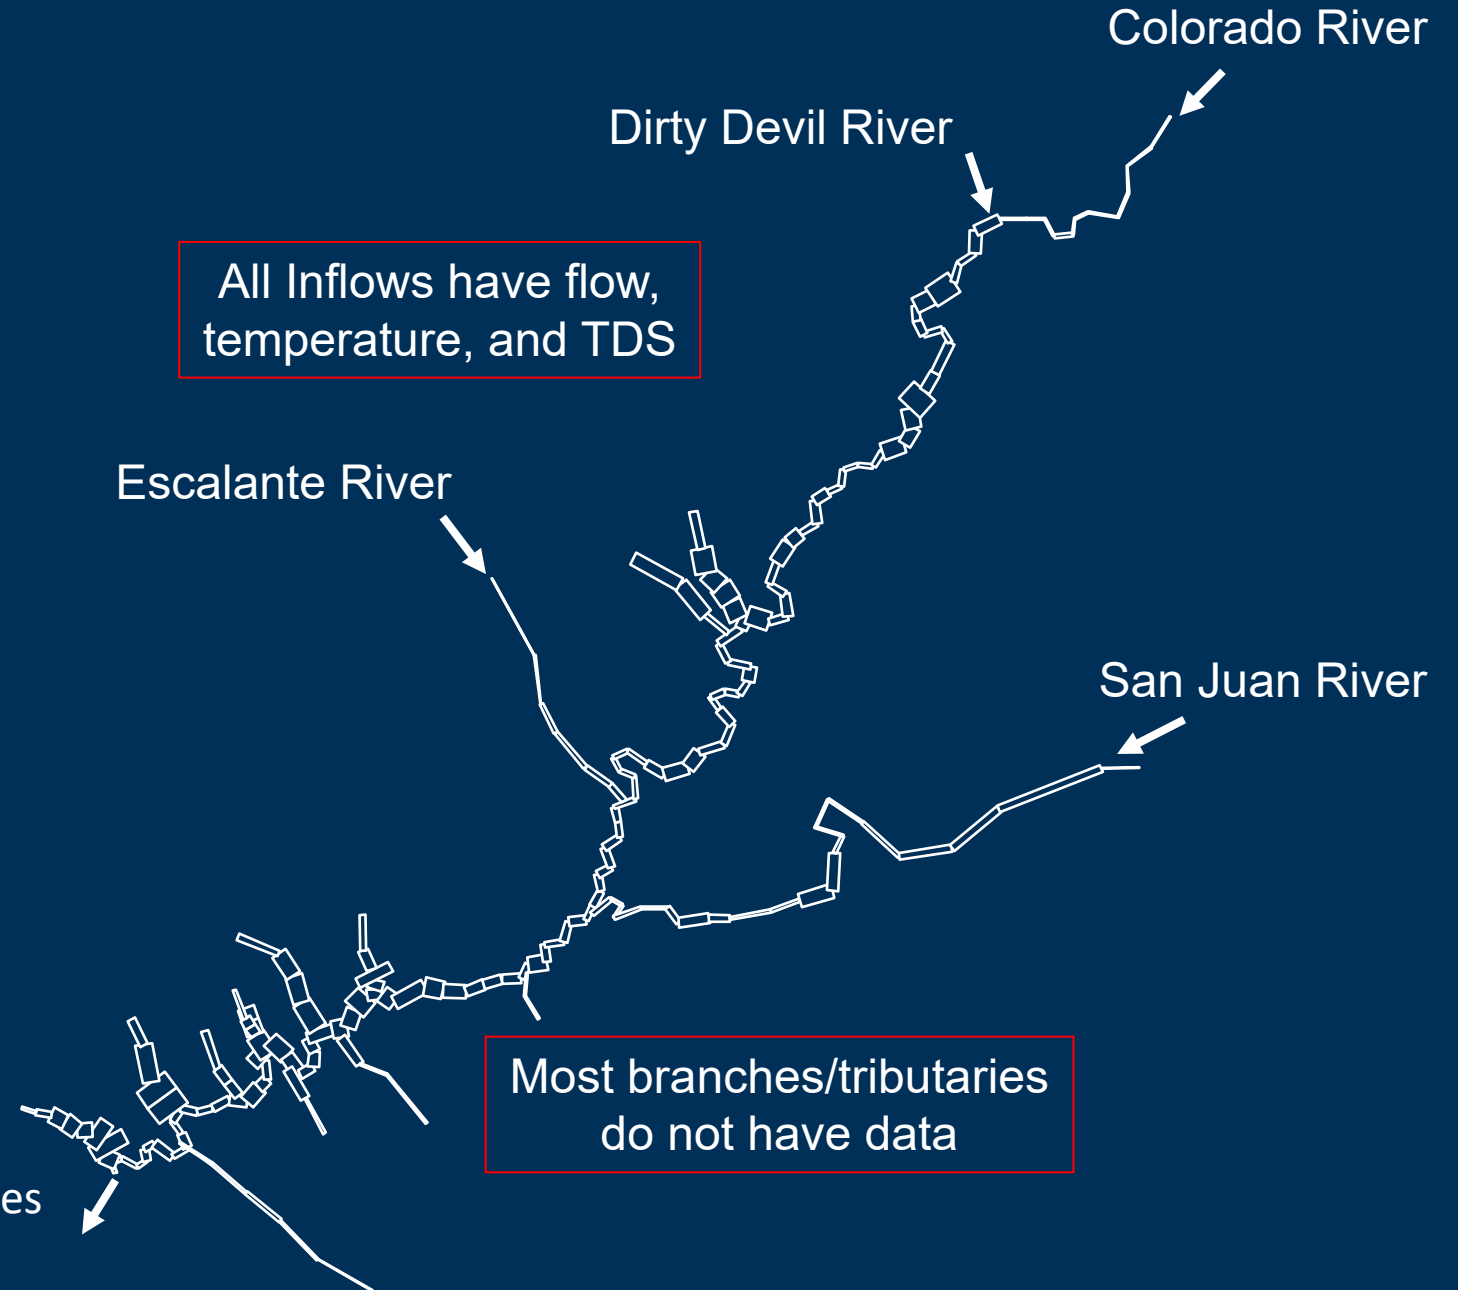 Colorado River
Dirty Devil River
All Inflows have flow,
temperature, and TDS
Escalante River
San Juan River
Most branches/tributaries
do not have data
es